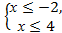 {x ≤ −2,
x ≤ 4